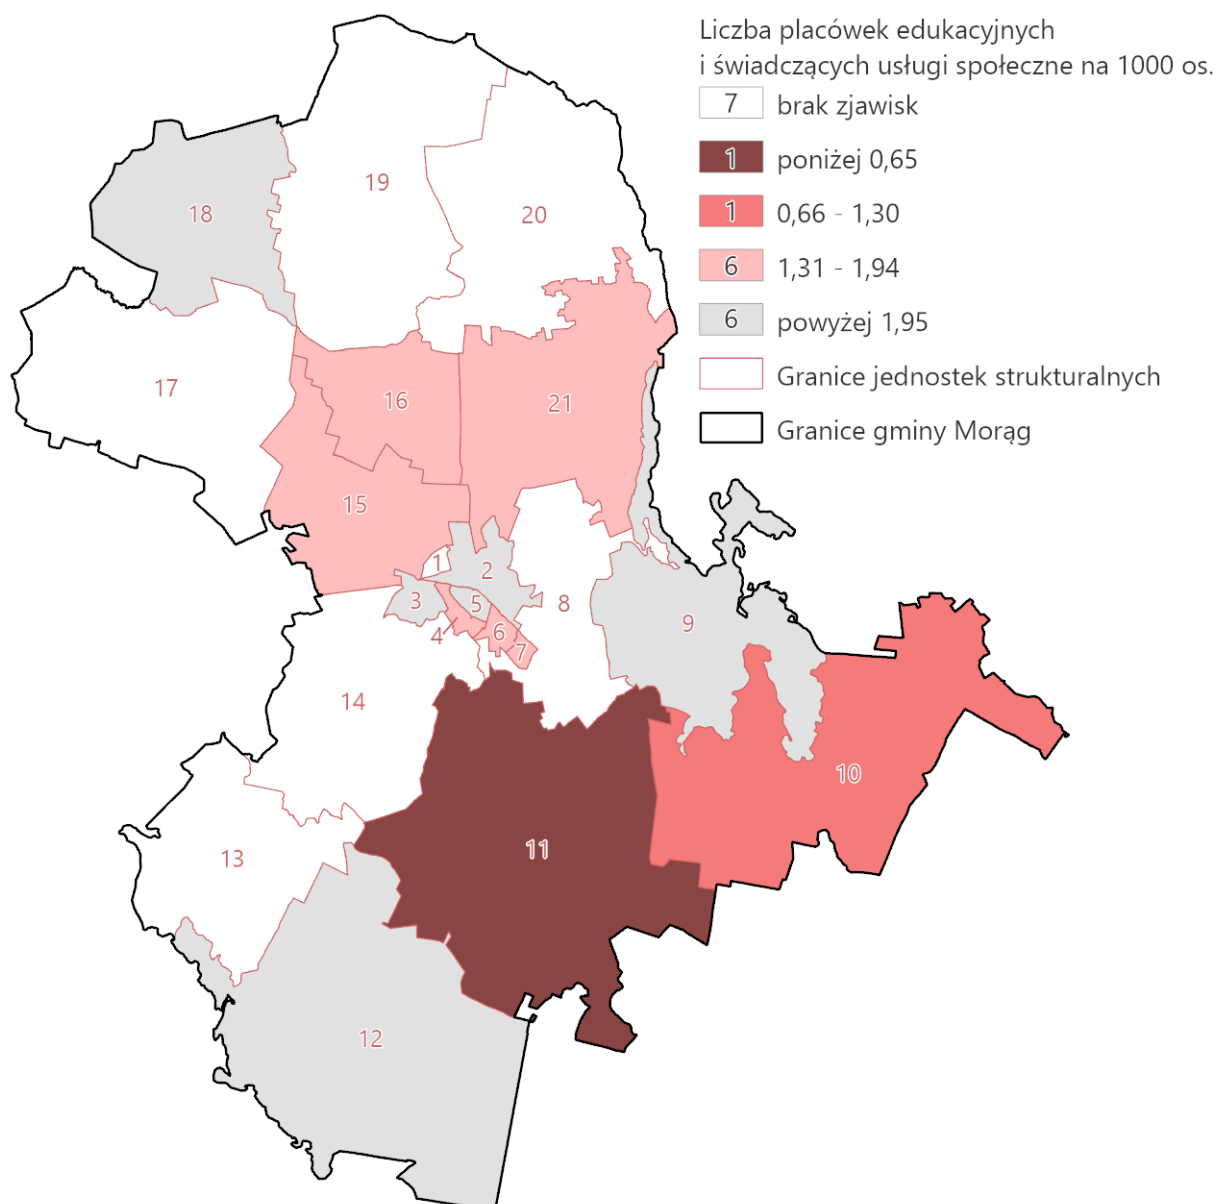 Liczba placówek edukacyjnych
i świadczących usługi społeczne na 1000 os.
7 brak zjawisk
1 poniżej 0,65
1 0,66 - 1,30
6 1,31 - 1,94
6 powyżej 1,95
Granice jednostek strukturalnych
Granice gminy Morąg
19
18
20
17
16
21
15
1
2
3
5
8
4
6
7
9
14
10
11
13
12